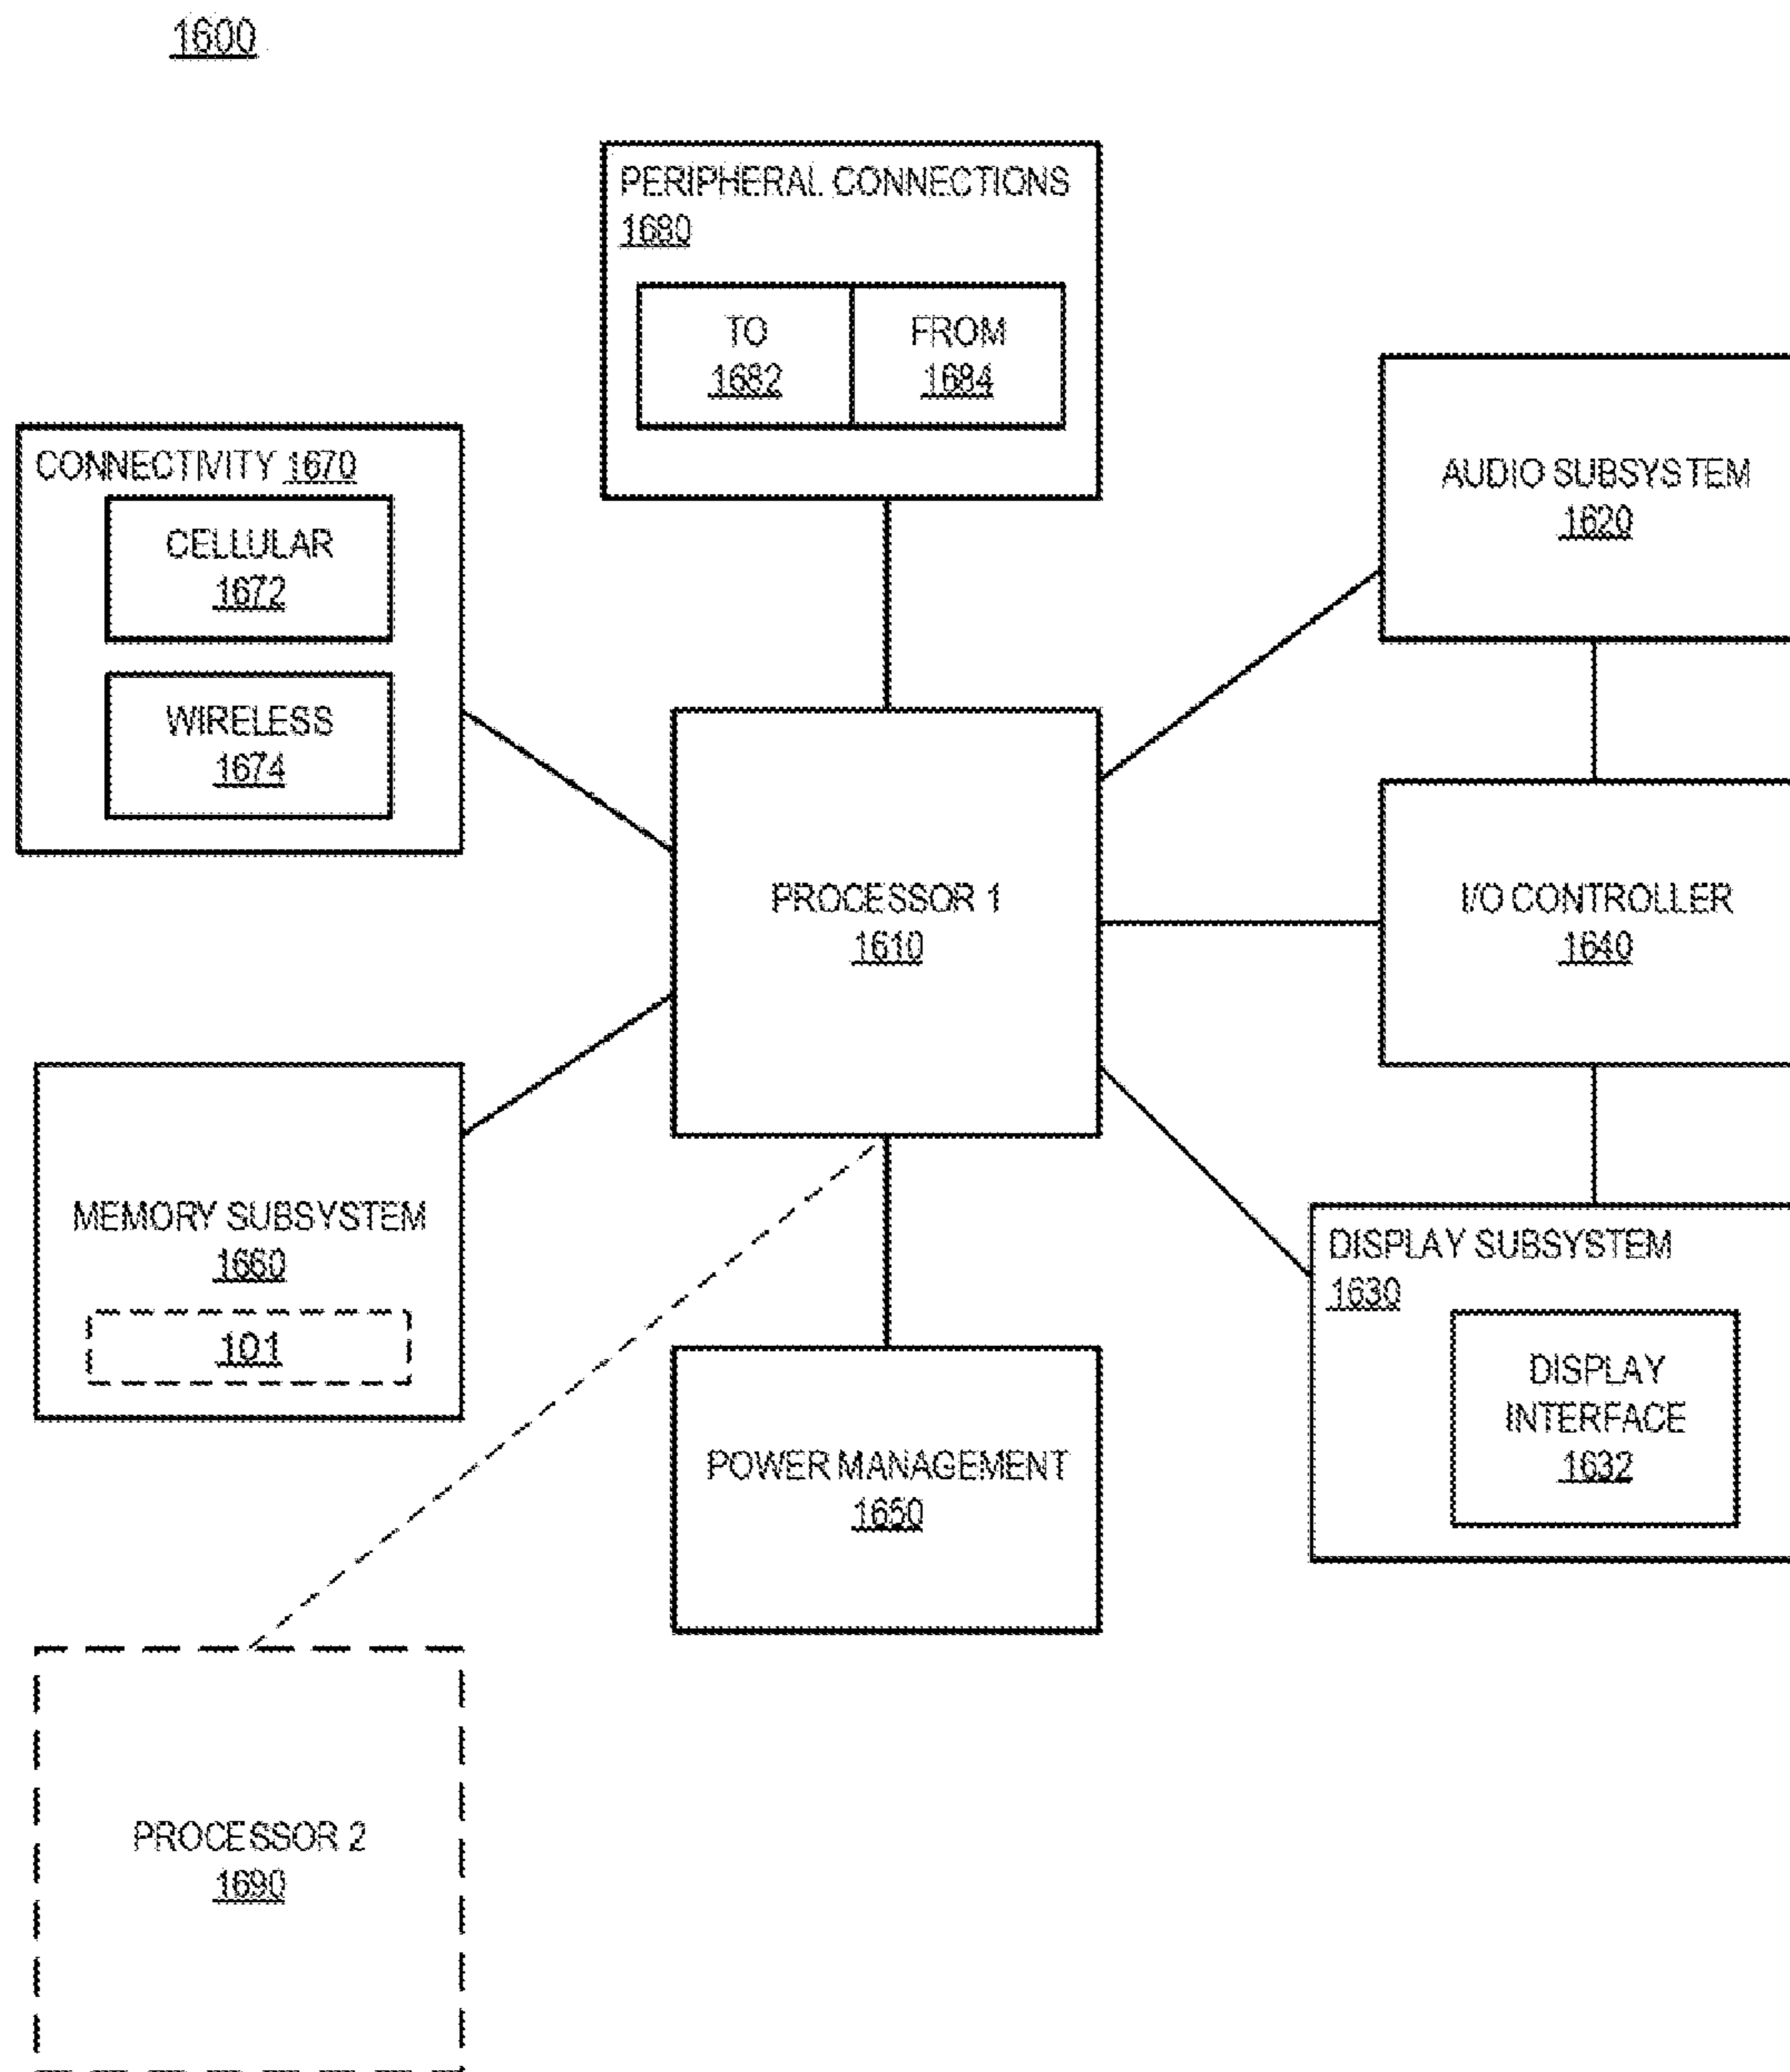 1600
PERIPHERAL CONNECTIONS
1680
TO
1682
FROM
1684
CONNECTIVITY 1670
CELLULAR
1672
WIRELESS
1674
AUDIO SUBSYSTEM
1620
PROCESSOR 1
1610
I/O CONTROLLER
1640
MEMORY SUBSYSTEM
1660
101
DISPLAY SUBSYSTEM
1630
DISPLAY
INTERFACE
1632
POWER MANAGEMENT
1650
PROCESSOR 2
1690